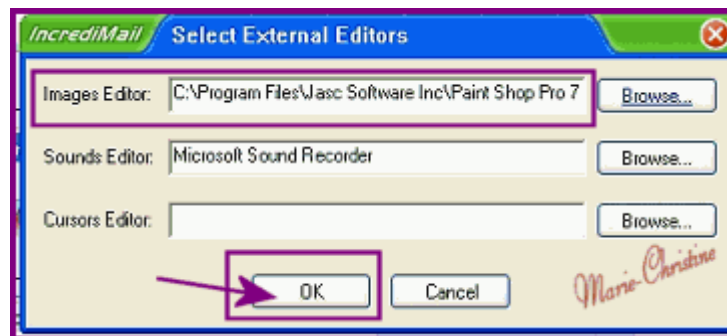 IncrediMail Select External Editors
Images Editor: C:\Program Files\Jasc Software Inc\Paint Shop Pro 7 Browse...
Sounds Editor: Microsoft Sound Recorder Browse...
Cursors Editor: Browse...
OK Cancel
Marie-Christine